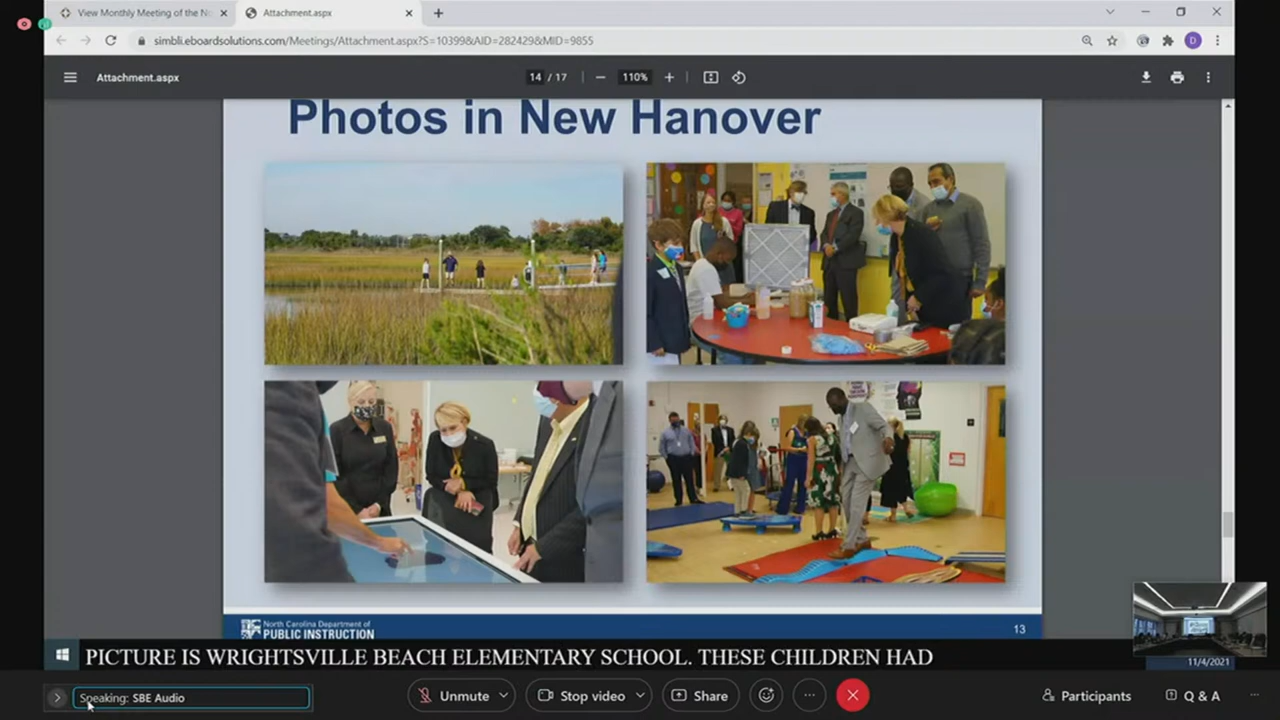 View Monthly Meeting of the N
Attachment.aspx
simbli.eboardsolutions.com/Meetings/Attachment.aspx?S=10399&AID=282429&MID=9855
D
Attachment.aspx
14 / 17
110%
Photos in New Hanover
North Carolina Department of
PUBLIC INSTRUCTION
13
PICTURE IS WRIGHTSVILLE BEACH ELEMENTARY SCHOOL. THESE CHILDREN HAD
11/4/2021
Speaking: SBE Audio
Unmute
Stop video
Share
Participants
Q & A